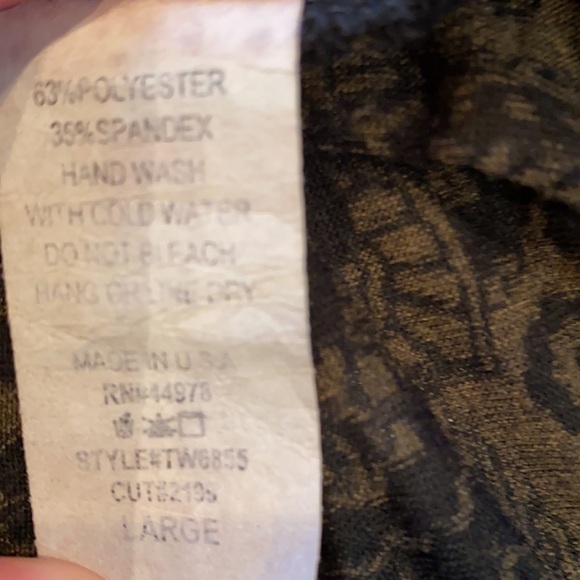 63%POLYESTER
35%SPANDEX
HAND WASH
WITH COLD WATER
DO NOT BLEACH
HANG OR LINE DRY
MADE IN U.S.A
RN#44978
STYLE#TW6855
CUT#2195
LARGE